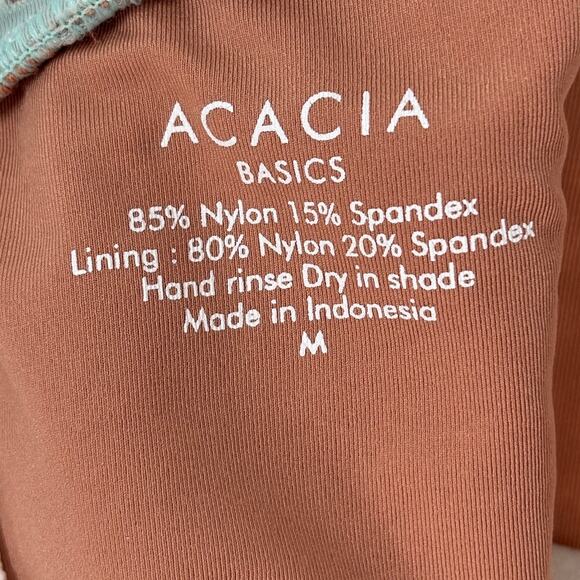 ACACIA
BASICS
85% Nylon 15% Spandex
Lining : 80% Nylon 20% Spandex
Hand rinse Dry in shade
Made in Indonesia
M